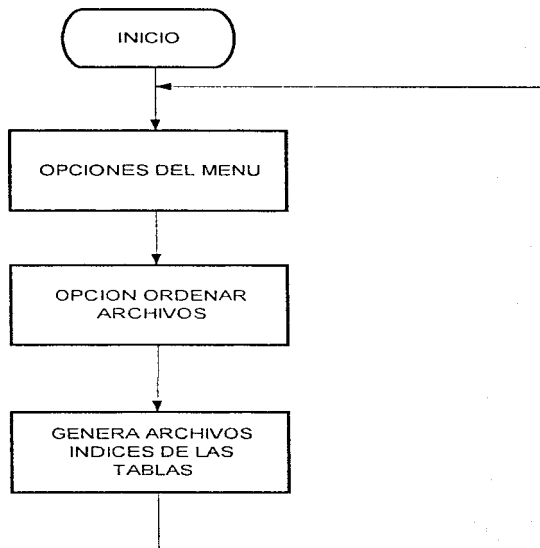 INICIO
OPCIONES DEL MENU
OPCION ORDENAR
ARCHIVOS
GENERA ARCHIVOS
INDICES DE LAS
TABLAS